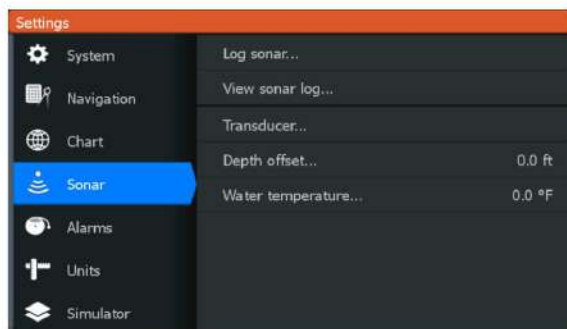 Settings
System
Navigation
Chart
Sonar
Alarms
Units
Simulator
Log sonar...
View sonar log...
Transducer...
Depth offset... 0.0 ft
Water temperature... 0.0 °F